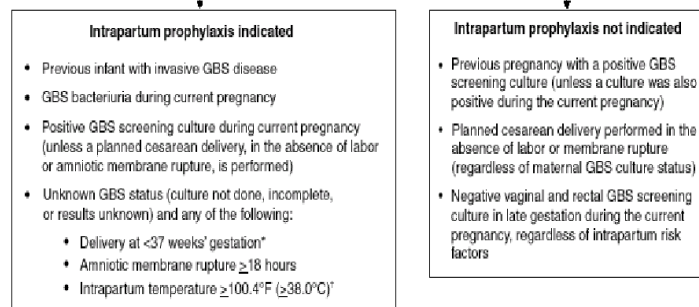 Intrapartum prophylaxis indicated
• Previous infant with invasive GBS disease
• GBS bacteriuria during current pregnancy
• Positive GBS screening culture during current pregnancy
(unless a planned cesarean delivery, in the absence of labor
or amniotic membrane rupture, is performed)
• Unknown GBS status (culture not done, incomplete,
or results unknown) and any of the following:
• Delivery at <37 weeks' gestation*
• Amniotic membrane rupture ≥18 hours
• Intrapartum temperature ≥100.4°F (≥38.0°C)†
Intrapartum prophylaxis not indicated
• Previous pregnancy with a positive GBS
screening culture (unless a culture was also
positive during the current pregnancy)
• Planned cesarean delivery performed in the
absence of labor or membrane rupture
(regardless of maternal GBS culture status)
• Negative vaginal and rectal GBS screening
culture in late gestation during the current
pregnancy, regardless of intrapartum risk
factors